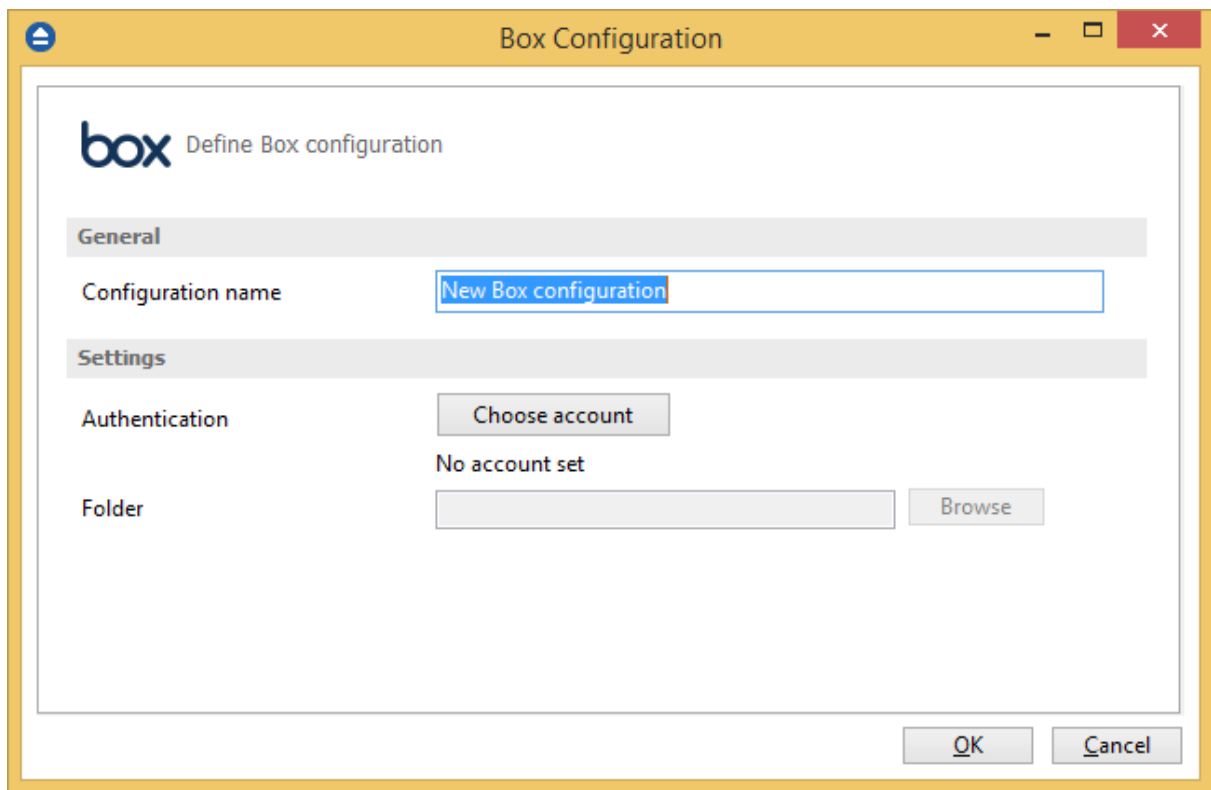 Box Configuration
box Define Box configuration
General
Configuration name New Box configuration
Settings
Authentication Choose account
No account set
Folder Browse
OK Cancel